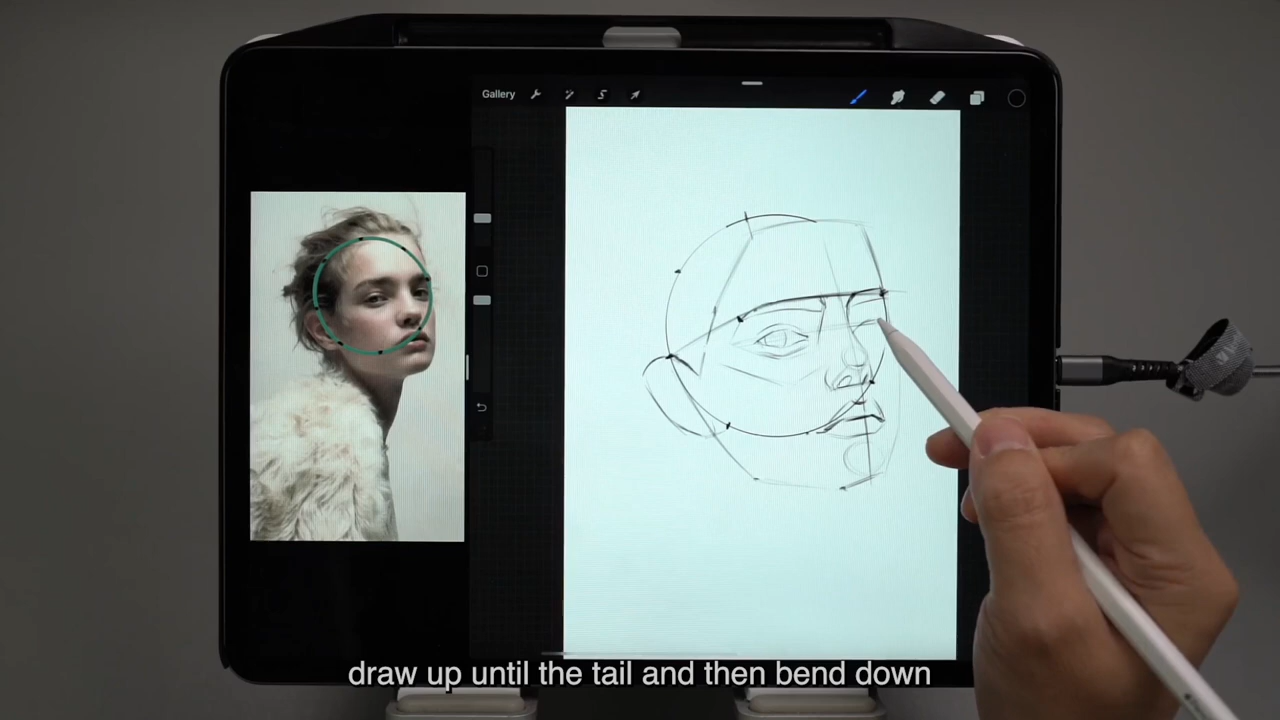 Gallery
draw up until the tail and then bend down